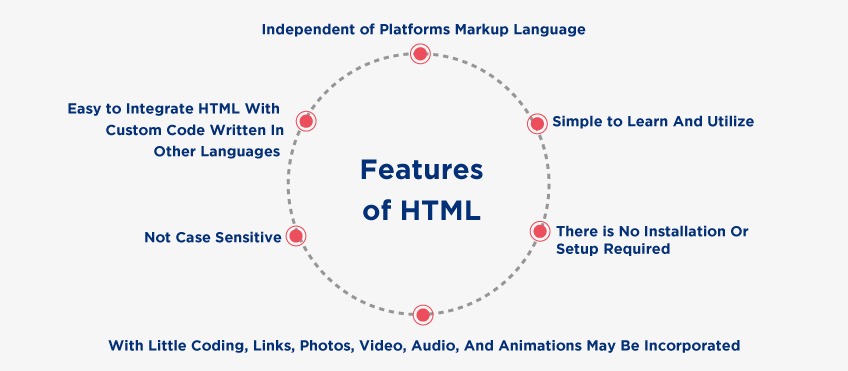 Independent of Platforms Markup Language
Easy to Integrate HTML With
Custom Code Written In
Other Languages
Simple to Learn And Utilize
Features
of HTML
Not Case Sensitive
There is No Installation Or
Setup Required
With Little Coding, Links, Photos, Video, Audio, And Animations May Be Incorporated